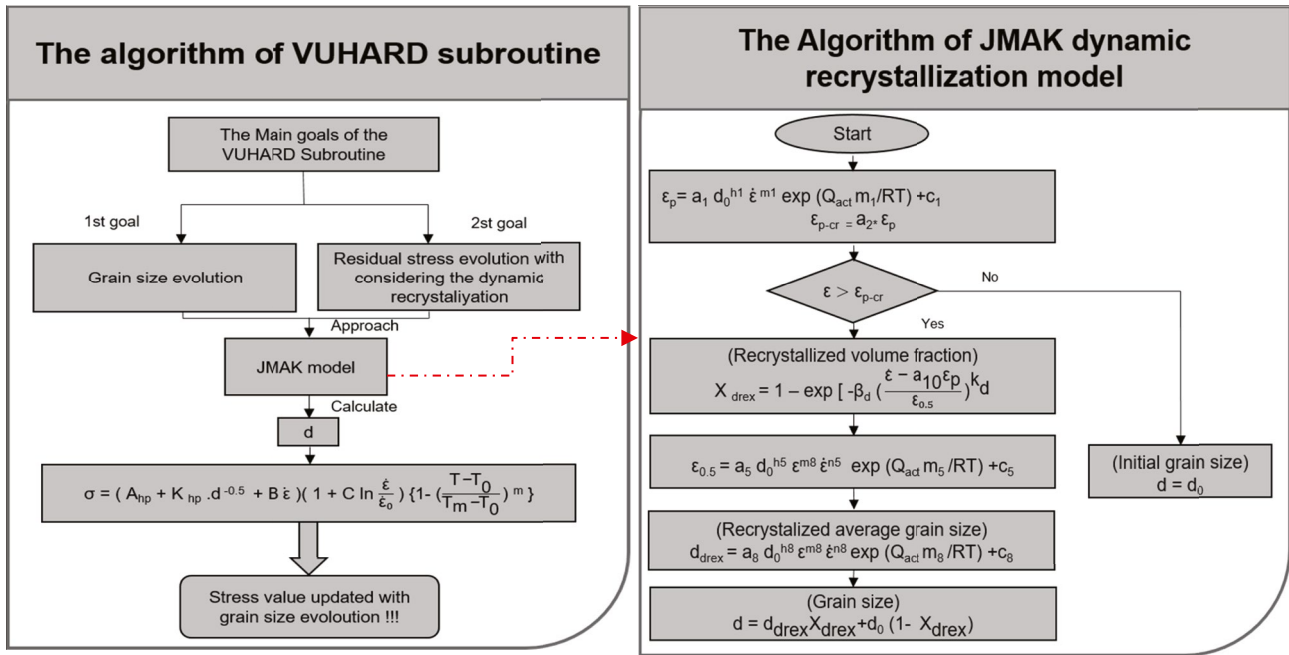 The algorithm of VUHARD subroutine
The Main goals of the
VUHARD Subroutine
1st goal
2st goal
Grain size evolution
Residual stress evolution with
considering the dynamic
recrystaliyation
Approach
JMAK model
Calculate
d
σ = ( A_hp + K_hp .d^-0.5 + B ε̇ )( 1 + C ln ε̇/ε̇_o ) {1- (T−T_0/T_m−T_0)^m }
Stress value updated with
grain size evoloution !!!
The Algorithm of JMAK dynamic
recrystallization model
Start
ε_p = a_1 d_0^h1 ε̇^m1 exp (Q_act m_1/RT) +c_1
ε_p-cr = a_2* ε_p
ε > ε_p-cr
No
Yes
(Recrystallized volume fraction)
X_drex = 1 – exp [ -β_d (ε̇ − a_10 ε_p/ε_0.5)^k_d
ε_0.5 = a_5 d_0^h5 ε^m8 ε̇^n5 exp (Q_act m_5 /RT) +c_5
(Initial grain size)
d = d_0
(Recrystalized average grain size)
d_drex = a_8 d_0^h8 ε^m8 ε̇^n8 exp (Q_act m_8 /RT) +c_8
(Grain size)
d = d_drex X_drex +d_0 (1- X_drex)